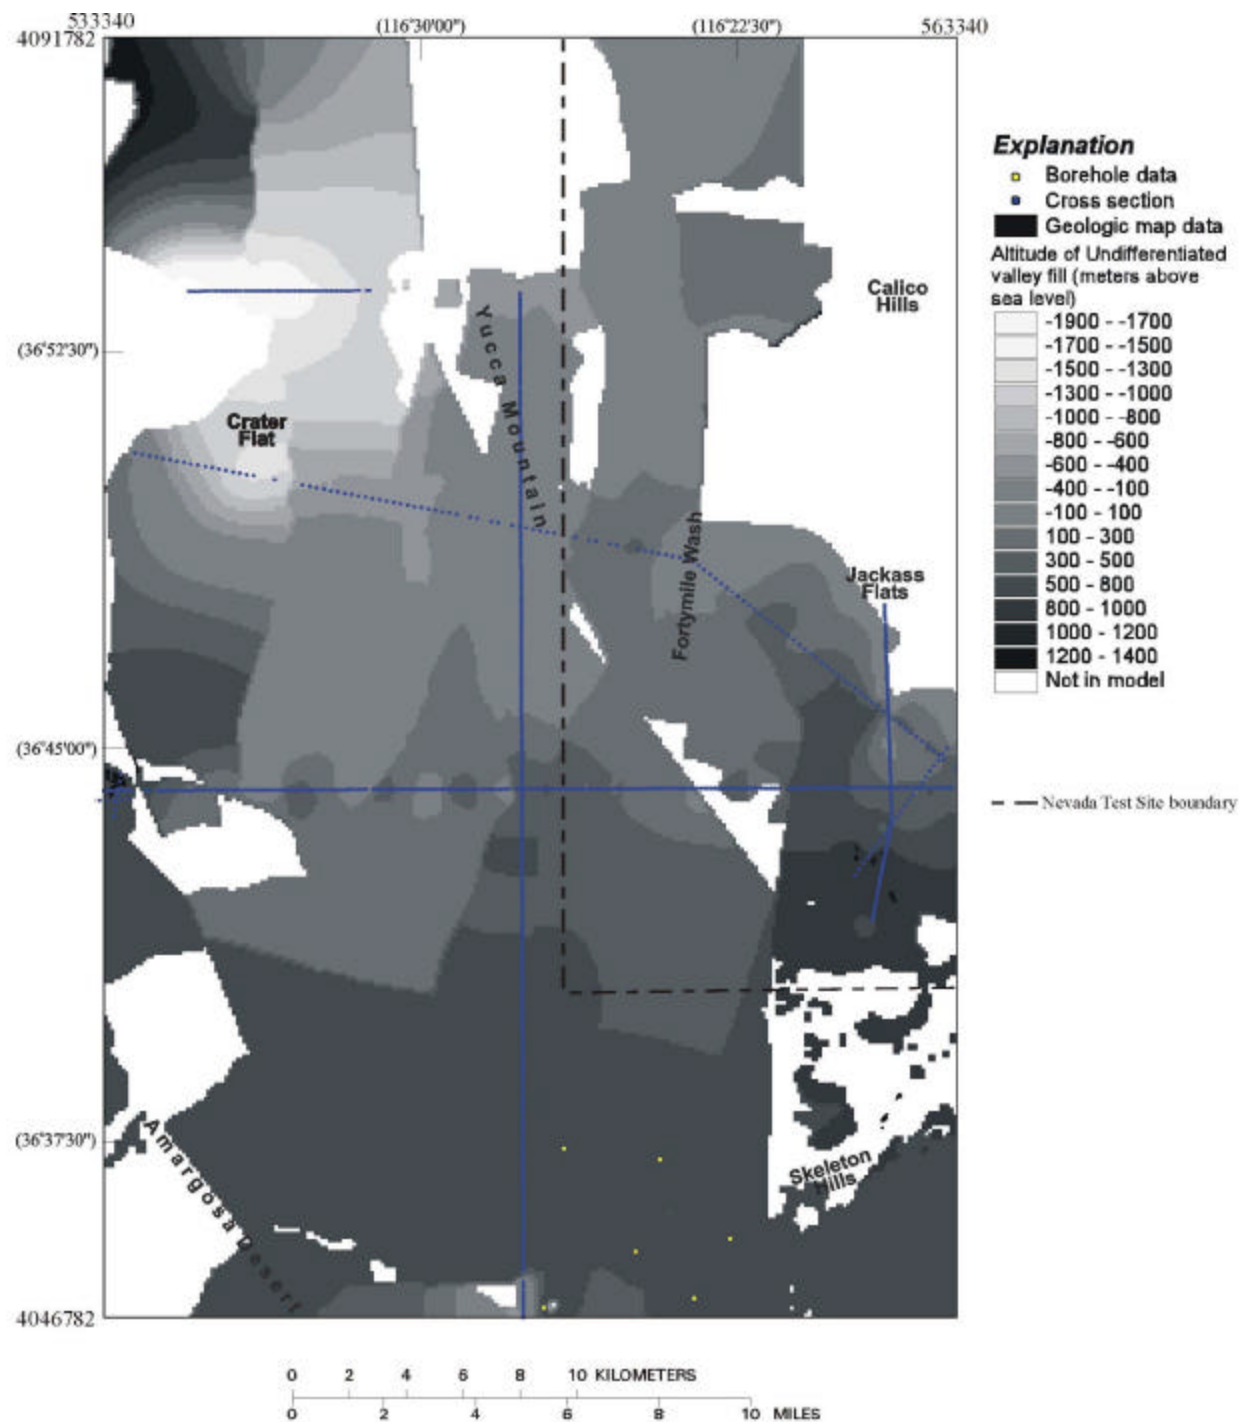 533340
(116°30'00")
(116°22'30")
563340
4091782
Explanation
Borehole data
Cross section
Geologic map data
Altitude of Undifferentiated
valley fill (meters above
sea level)
-1900 - -1700
-1700 - -1500
-1500 - -1300
-1300 - -1000
-1000 - -800
-800 - -600
-600 - -400
-400 - -100
-100 - 100
100 - 300
300 - 500
500 - 800
800 - 1000
1000 - 1200
1200 - 1400
Not in model
Nevada Test Site boundary
Calico
Hills
Yucca Mountain
(36°52'30")
Crater
Flat
Fortymile Wash
Jackass
Flats
(36°45'00")
(36°37'30")
Amargosa Desert
Skeleton
Hills
4046782
0 2 4 6 8 10 KILOMETERS
0 2 4 6 8 10 MILES